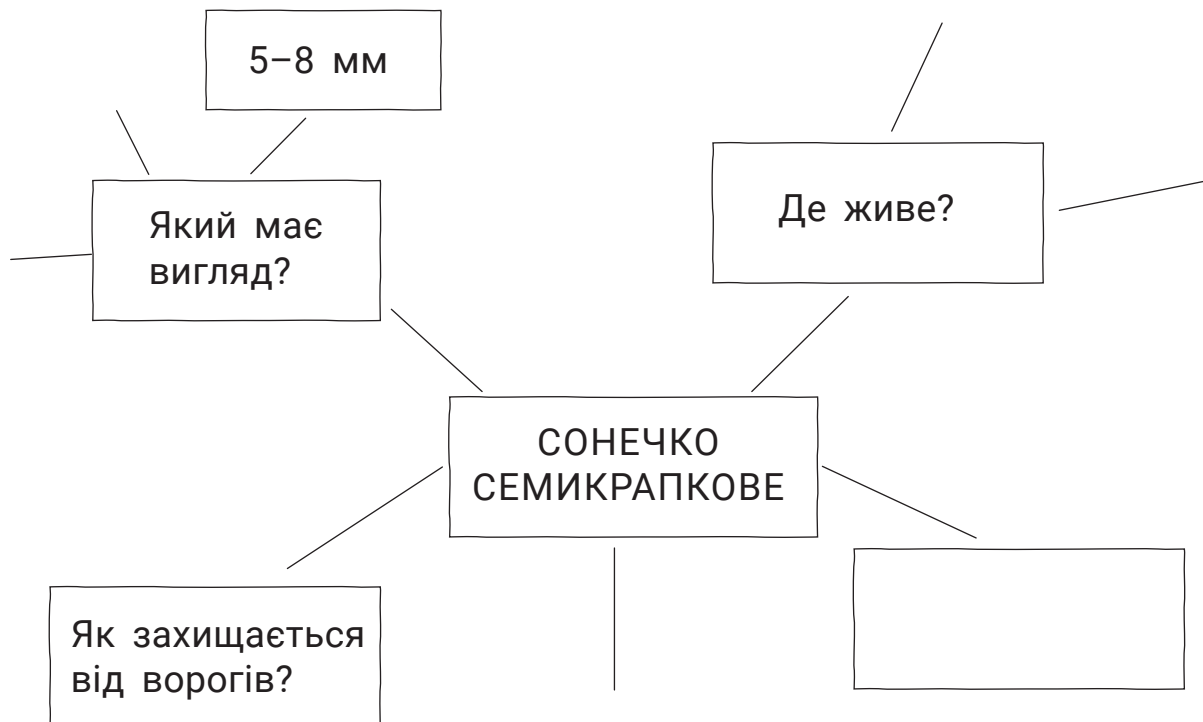 5–8 мм
Який має
вигляд?
Де живе?
СОНЕЧКО
СЕМИКРАПКОВЕ
Як захищається
від ворогів?